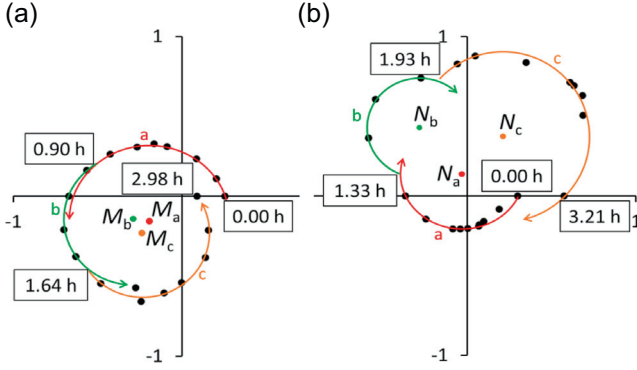 (a)
1
a
0.90 h
2.98 h
b
M_b
M_a
M_c
0.00 h
-1
1.64 h
c
-1
(b)
1
1.93 h
c
b
N_b
N_c
N_a
0.00 h
1.33 h
3.21 h
-1
1
a
-1